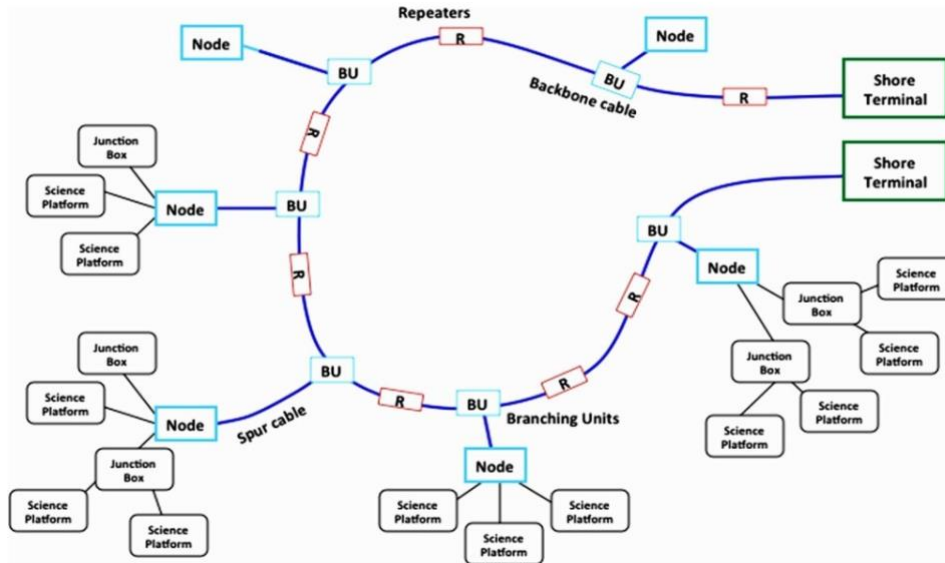 Repeaters
R
Node
Node
BU
BU
Backbone cable
R
Shore
Terminal
R
Junction
Box
Science
Platform
Node
Science
Platform
BU
Shore
Terminal
BU
Node
Science
Platform
Junction
Box
Science
Platform
Junction
Box
Science
Platform
Science
Platform
R
R
R
BU
R
BU
Branching Units
Spur cable
Junction
Box
Science
Platform
Node
Junction
Box
Science
Platform
Science
Platform
Node
Science
Platform
Science
Platform
Science
Platform